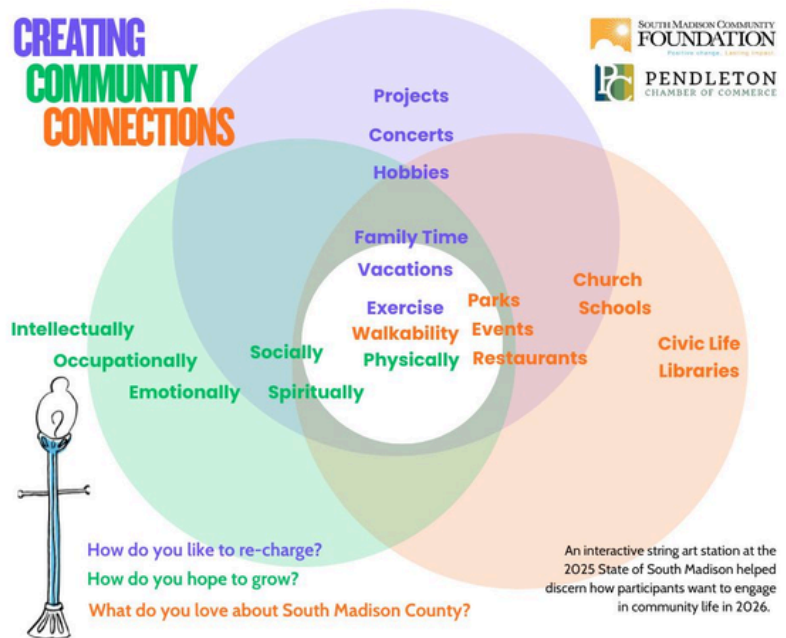 CREATING
COMMUNITY
CONNECTIONS
SOUTH MADISON COMMUNITY
FOUNDATION
Positive change. Lasting impact.
PC
PENDLETON
CHAMBER OF COMMERCE
Projects
Concerts
Hobbies
Family Time
Vacations
Exercise
Walkability
Physically
Parks
Events
Restaurants
Church
Schools
Civic Life
Libraries
Intellectually
Occupationally
Emotionally
Socially
Spiritually
How do you like to re-charge?
How do you hope to grow?
What do you love about South Madison County?
An interactive string art station at the
2025 State of South Madison helped
discern how participants want to engage
in community life in 2026.